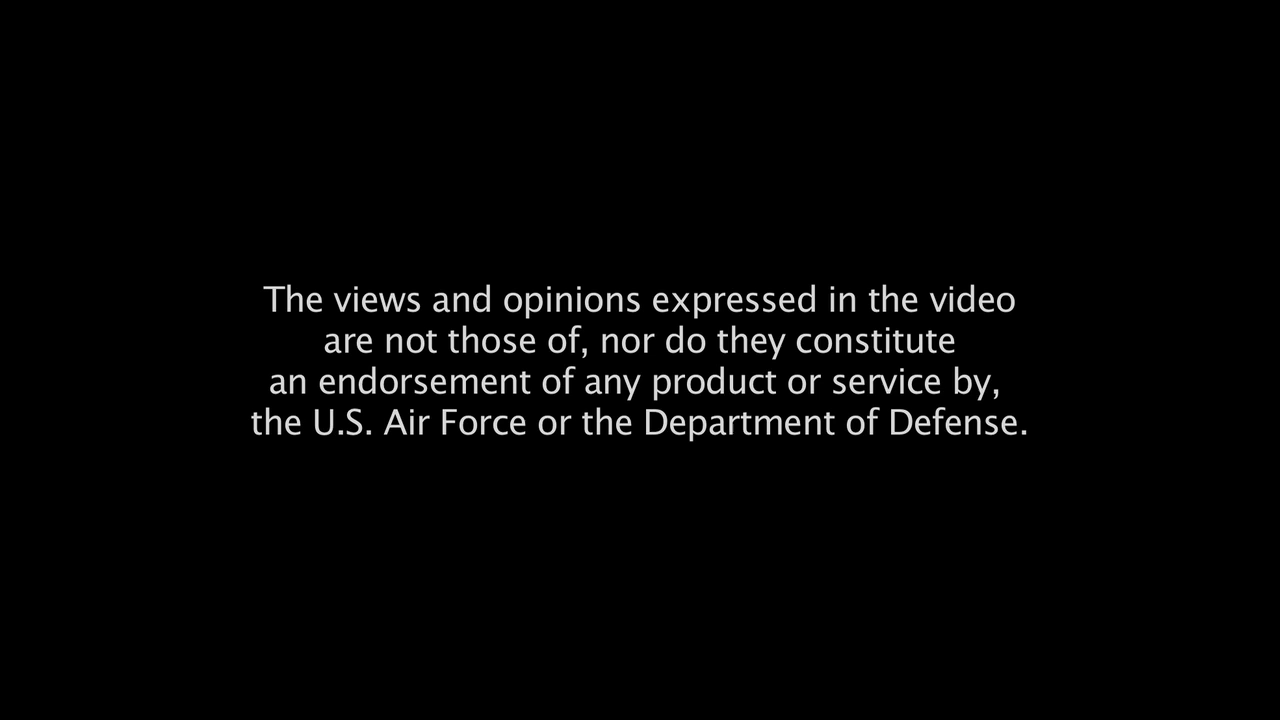 The views and opinions expressed in the video
are not those of, nor do they constitute
an endorsement of any product or service by,
the U.S. Air Force or the Department of Defense.